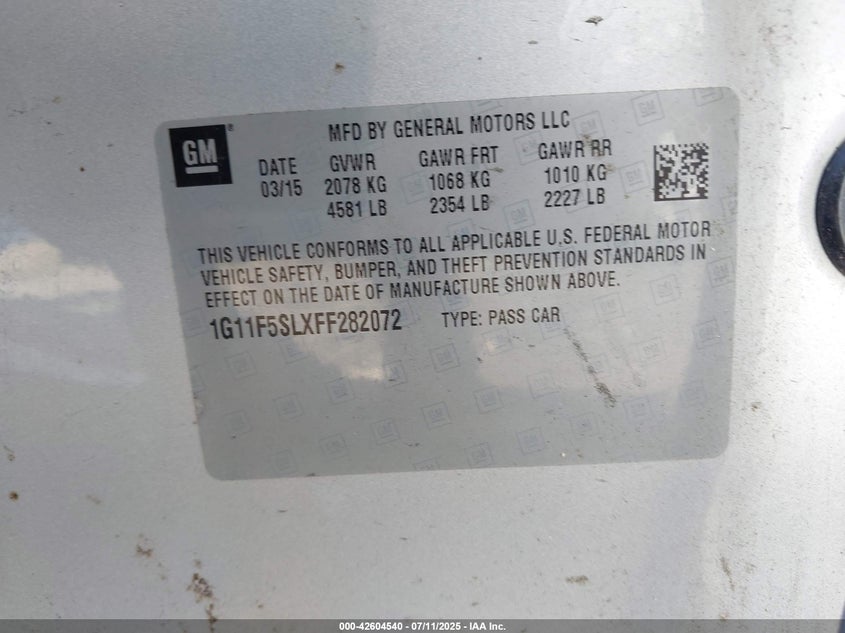 GM
MFD BY GENERAL MOTORS LLC
DATE GVWR GAWR FRT GAWR RR
03/15 2078 KG 1068 KG 1010 KG
4581 LB 2354 LB 2227 LB
THIS VEHICLE CONFORMS TO ALL APPLICABLE U.S. FEDERAL MOTOR
VEHICLE SAFETY, BUMPER, AND THEFT PREVENTION STANDARDS IN
EFFECT ON THE DATE OF MANUFACTURE SHOWN ABOVE.
1G11F5SLXFF282072 TYPE: PASS CAR
000-42604540 - 07/11/2025 - IAA Inc.